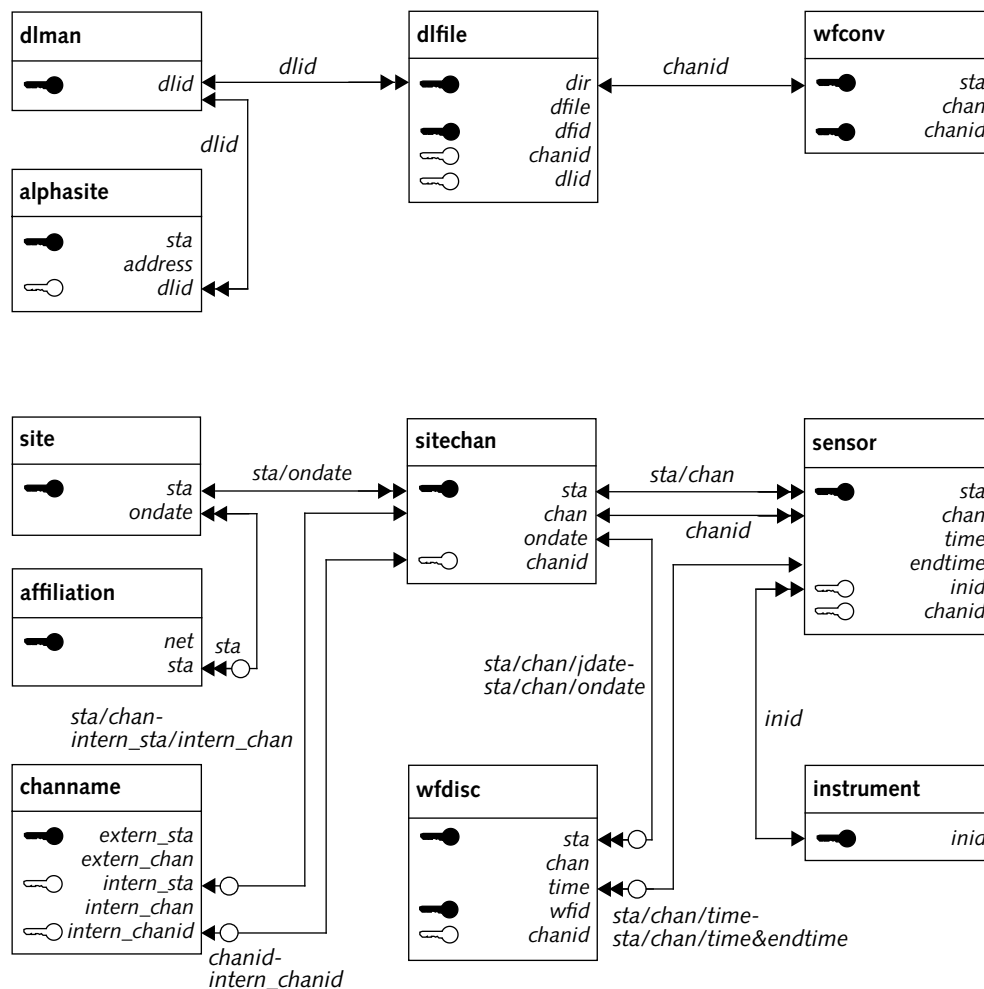 dlman
dlid
dlid
dlfile
dir
dfile
dfid
chanid
dlid
chanid
wfconv
sta
chan
chanid
dlid
alphasite
sta
address
dlid
site
sta
ondate
sta/ondate
sitechan
sta
chan
ondate
chanid
sta/chan
chanid
sensor
sta
chan
time
endtime
inid
chanid
affiliation
net
sta
sta
sta/chan-
intern_sta/intern_chan
sta/chan/jdate-
sta/chan/ondate
inid
channame
extern_sta
extern_chan
intern_sta
intern_chan
intern_chanid
chanid-
intern_chanid
wfdisc
sta
chan
time
wfid
chanid
sta/chan/time-
sta/chan/time&endtime
instrument
inid